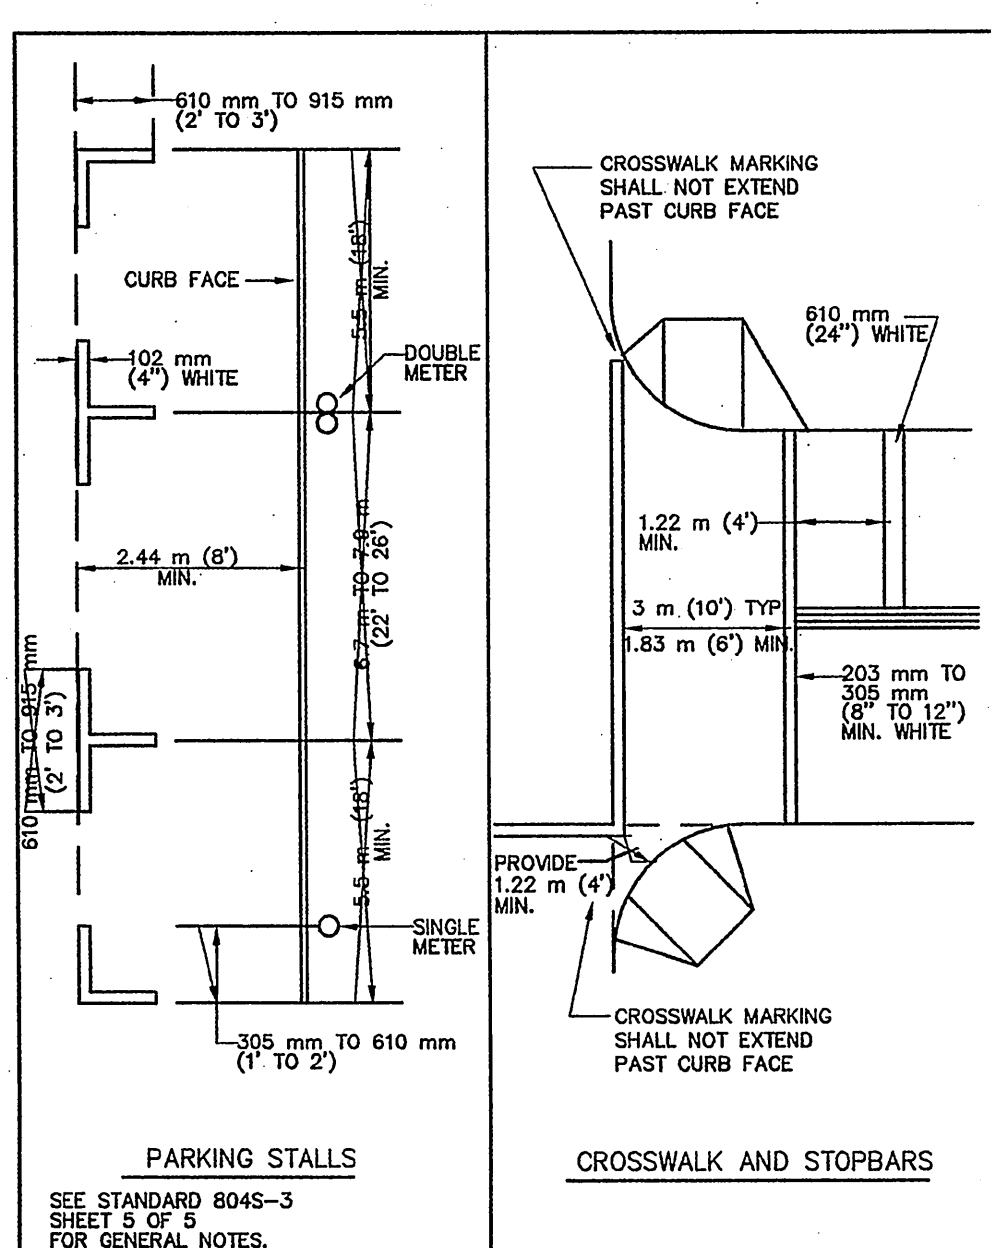 610 mm TO 915 mm
(2' TO 3')
CURB FACE
5.5 m (18')
MIN.
102 mm
(4") WHITE
DOUBLE
METER
2.44 m (8')
MIN.
6.7 m TO 7.9 m
(22' TO 26')
610 mm TO 915 mm
(2' TO 3')
5.5 m (18')
MIN.
SINGLE
METER
305 mm TO 610 mm
(1' TO 2')
PARKING STALLS
SEE STANDARD 804S-3
SHEET 5 OF 5
FOR GENERAL NOTES.
CROSSWALK MARKING
SHALL NOT EXTEND
PAST CURB FACE
610 mm
(24") WHITE
1.22 m (4')
MIN.
3 m (10') TYP
1.83 m (6') MIN.
203 mm TO
305 mm
(8" TO 12")
MIN. WHITE
PROVIDE
1.22 m (4')
MIN.
CROSSWALK MARKING
SHALL NOT EXTEND
PAST CURB FACE
CROSSWALK AND STOPBARS